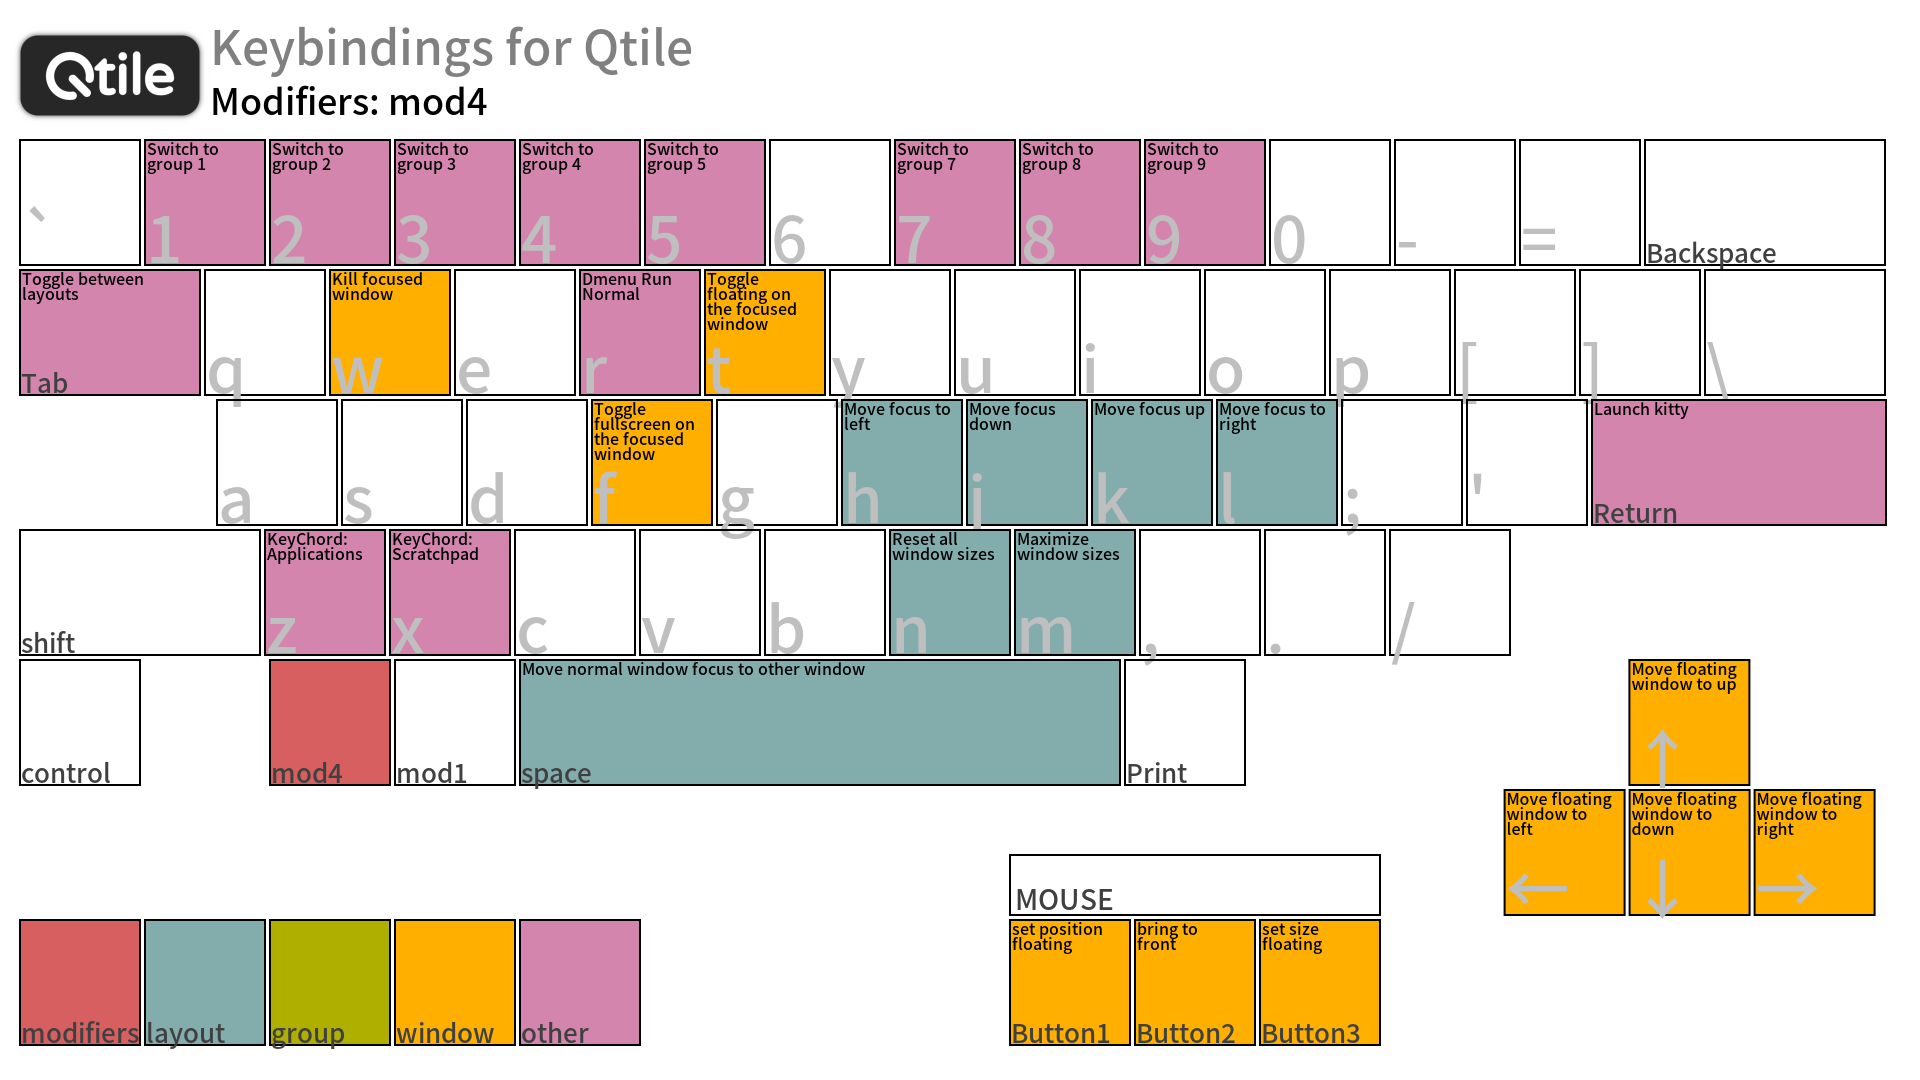 Qtile
Keybindings for Qtile
Modifiers: mod4
`
Switch to
group 1
1
Switch to
group 2
2
Switch to
group 3
3
Switch to
group 4
4
Switch to
group 5
5
6
Switch to
group 7
7
Switch to
group 8
8
Switch to
group 9
9
0
-
=
Backspace
Toggle between
layouts
Tab
q
Kill focused
window
w
e
Dmenu Run
Normal
r
Toggle
floating on
the focused
window
t
y
u
i
o
p
[
]
\
a
s
d
Toggle
fullscreen on
the focused
window
f
g
Move focus to
left
h
Move focus
down
j
Move focus up
k
Move focus to
right
l
;
'
Launch kitty
Return
shift
KeyChord:
Applications
z
KeyChord:
Scratchpad
x
c
v
b
Reset all
window sizes
n
Maximize
window sizes
m
,
.
/
control
mod4
mod1
Move normal window focus to other window
space
Print
Move floating
window to up
↑
Move floating
window to
left
←
Move floating
window to
down
↓
Move floating
window to
right
→
MOUSE
set position
floating
Button1
bring to
front
Button2
set size
floating
Button3
modifiers
layout
group
window
other